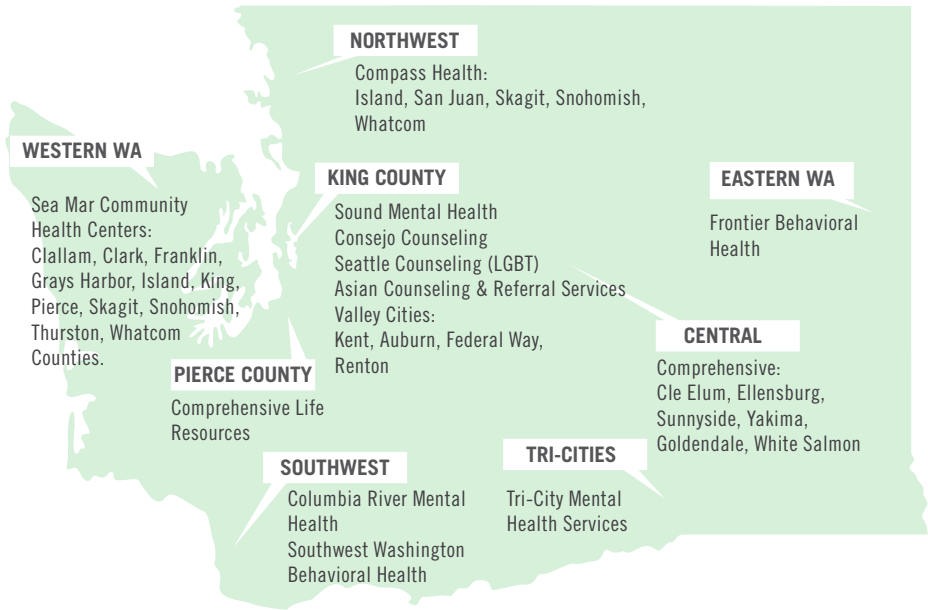 NORTHWEST
Compass Health:
Island, San Juan, Skagit, Snohomish,
Whatcom
WESTERN WA
Sea Mar Community
Health Centers:
Clallam, Clark, Franklin,
Grays Harbor, Island, King,
Pierce, Skagit, Snohomish,
Thurston, Whatcom
Counties.
KING COUNTY
Sound Mental Health
Consejo Counseling
Seattle Counseling (LGBT)
Asian Counseling & Referral Services
Valley Cities:
Kent, Auburn, Federal Way,
Renton
EASTERN WA
Frontier Behavioral
Health
CENTRAL
Comprehensive:
Cle Elum, Ellensburg,
Sunnyside, Yakima,
Goldendale, White Salmon
PIERCE COUNTY
Comprehensive Life
Resources
SOUTHWEST
Columbia River Mental
Health
Southwest Washington
Behavioral Health
TRI-CITIES
Tri-City Mental
Health Services